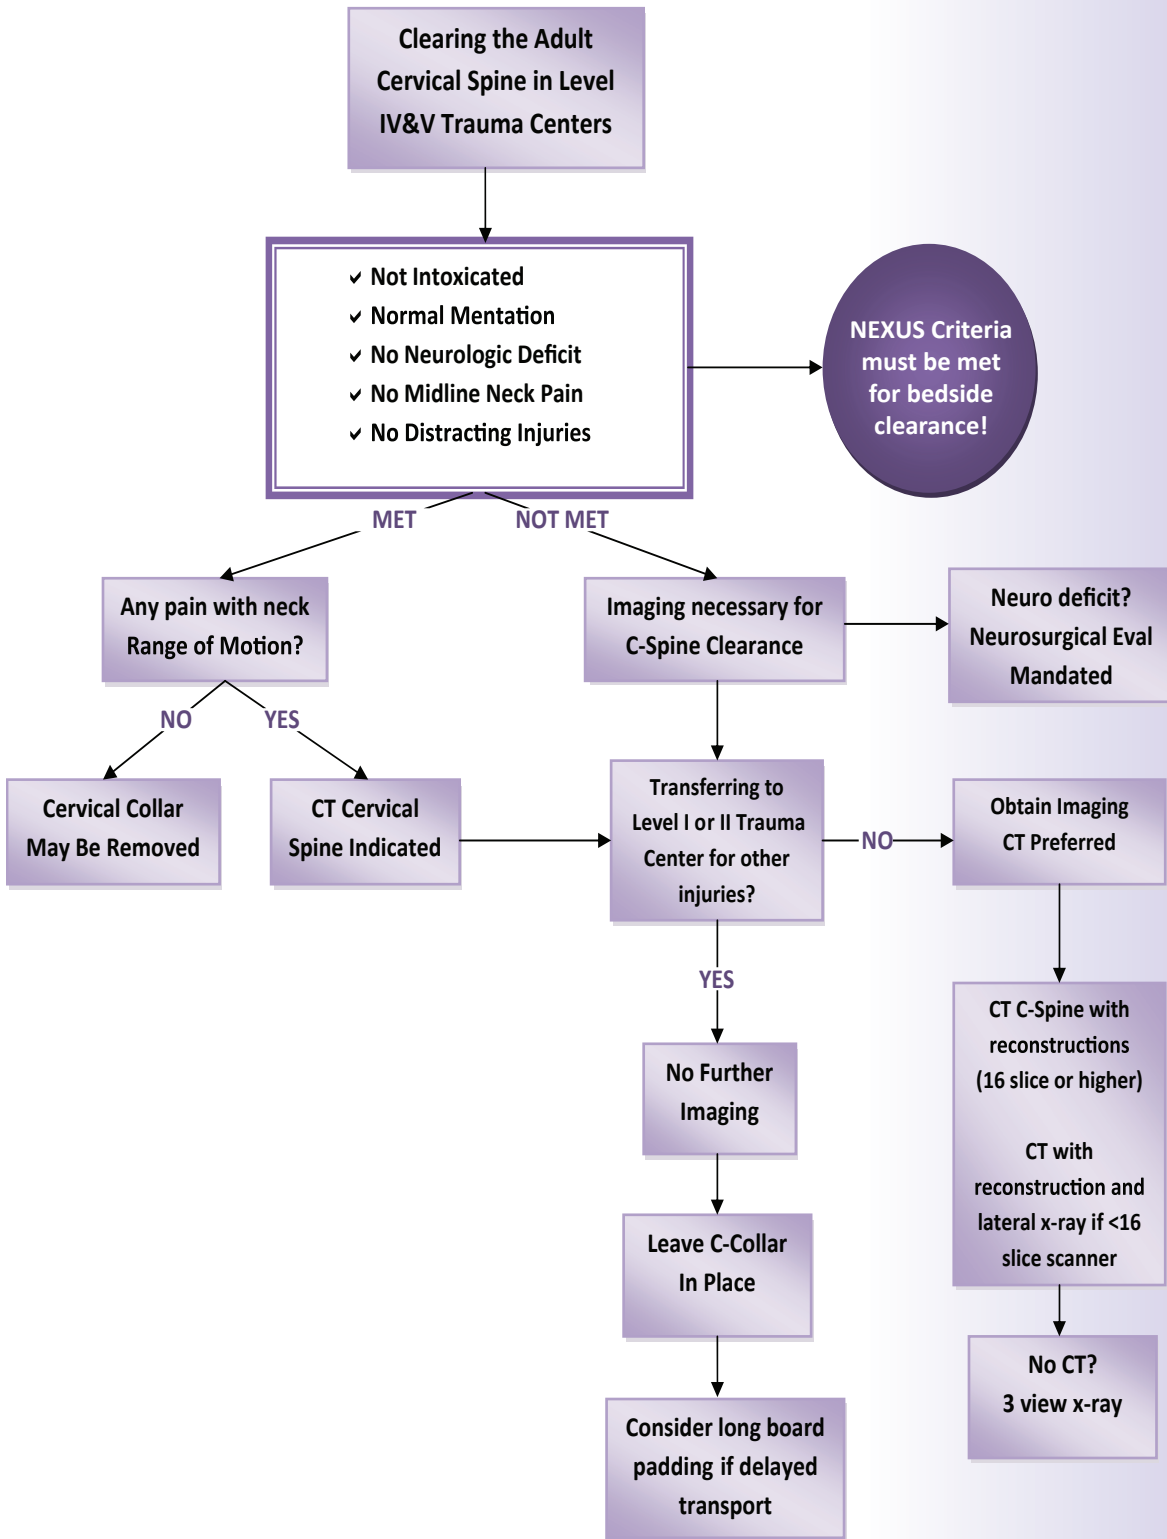 Clearing the Adult
Cervical Spine in Level
IV&V Trauma Centers
✓ Not Intoxicated
✓ Normal Mentation
✓ No Neurologic Deficit
✓ No Midline Neck Pain
✓ No Distracting Injuries
NEXUS Criteria
must be met
for bedside
clearance!
MET
NOT MET
Any pain with neck
Range of Motion?
Imaging necessary for
C-Spine Clearance
Neuro deficit?
Neurosurgical Eval
Mandated
NO
YES
Cervical Collar
May Be Removed
CT Cervical
Spine Indicated
Transferring to
Level I or II Trauma
Center for other
injuries?
NO
Obtain Imaging
CT Preferred
YES
No Further
Imaging
Leave C-Collar
In Place
Consider long board
padding if delayed
transport
CT C-Spine with
reconstructions
(16 slice or higher)
CT with
reconstruction and
lateral x-ray if <16
slice scanner
No CT?
3 view x-ray